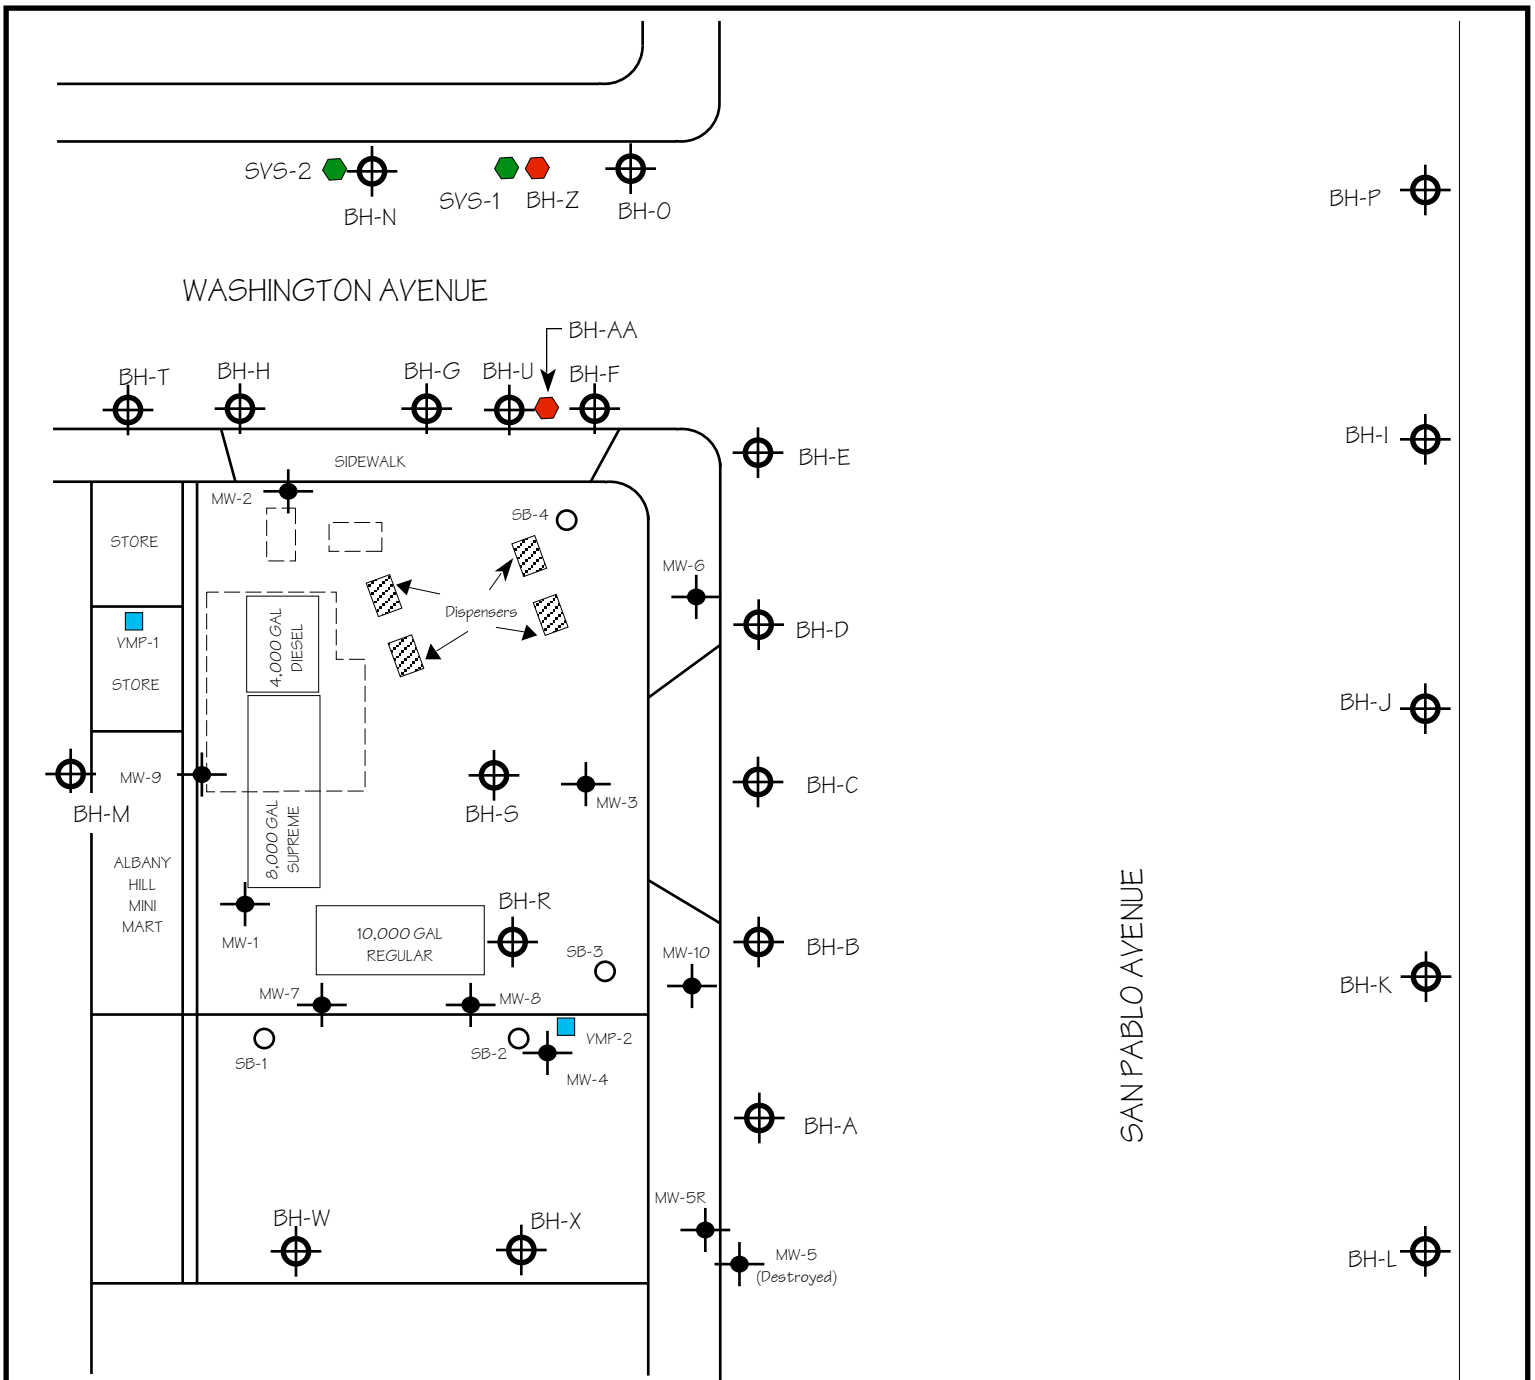 SVS-2
BH-N
SVS-1
BH-Z
BH-O
BH-P
WASHINGTON AVENUE
BH-AA
BH-T
BH-H
BH-G
BH-U
BH-F
BH-E
BH-I
SIDEWALK
MW-2
SB-4
STORE
MW-6
Dispensers
4,000 GAL
DIESEL
VMP-1
BH-D
STORE
BH-J
MW-9
BH-M
BH-S
MW-3
BH-C
8,000 GAL
SUPREME
ALBANY
HILL
MINI
MART
BH-R
MW-1
10,000 GAL
REGULAR
SB-3
MW-10
BH-B
SAN PABLO AVENUE
BH-K
MW-7
MW-8
SB-1
SB-2
VMP-2
MW-4
BH-A
MW-5R
BH-W
BH-X
MW-5
(Destroyed)
BH-L